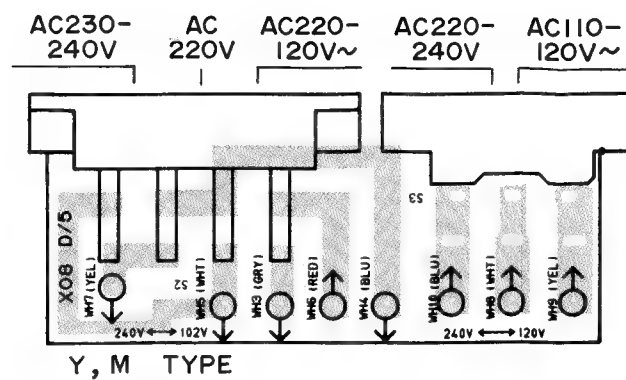 AC230-
240V
AC
220V
AC220-
120V~
AC220-
240V
AC110-
120V~
S3
X08 D/5
WH7 (YEL)
S2
WH5 (WHT)
WH3 (GRY)
WH6 (RED)
WH4 (BLU)
WH10 (BLU)
WH8 (WHT)
WH9 (YEL)
240V ↔ 102V
240V ↔ 120V
Y, M TYPE